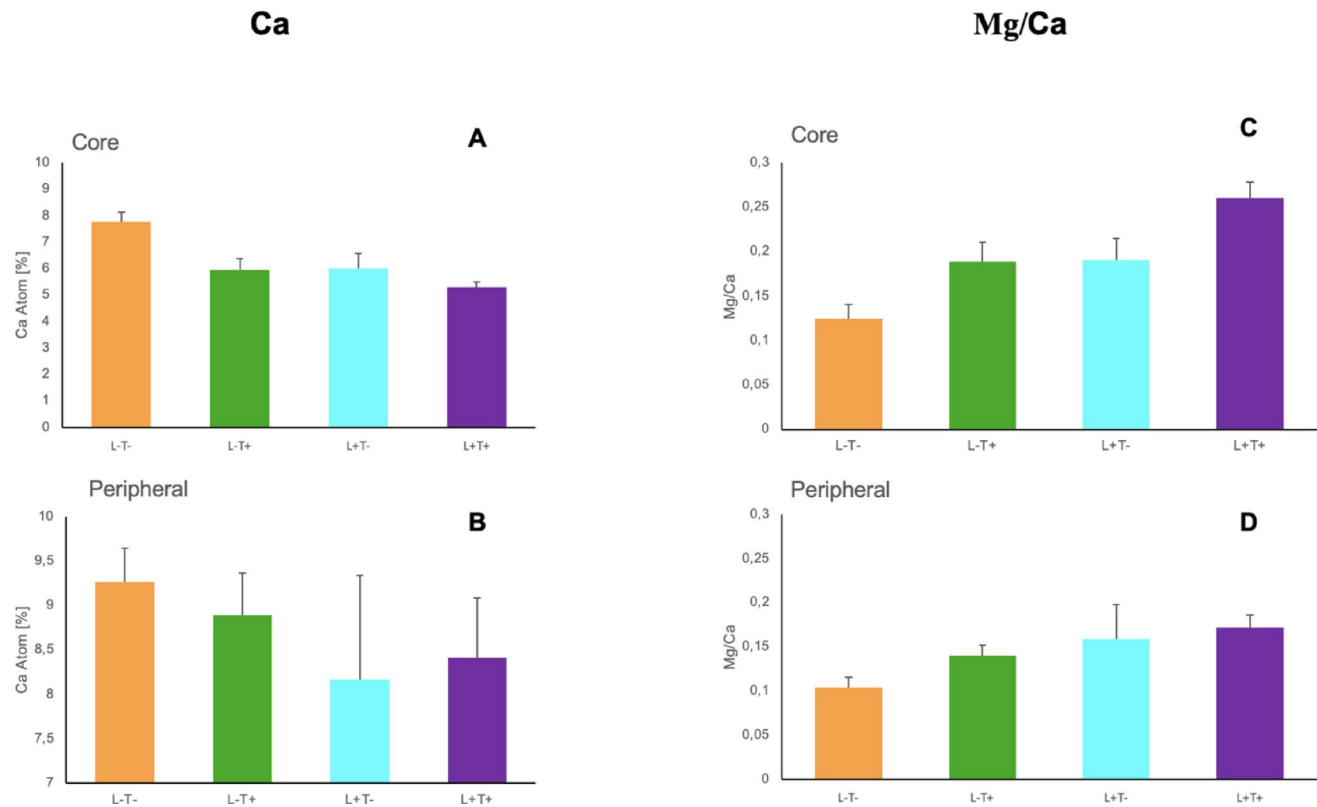 Ca
Mg/Ca
Core
A
10
9
8
7
6
5
4
3
2
1
0
Ca Atom [%]
L-T-
L-T+
L+T-
L+T+
Peripheral
B
10
9,5
9
8,5
8
7,5
7
Ca Atom [%]
L-T-
L-T+
L+T-
L+T+
Core
C
0,3
0,25
0,2
0,15
0,1
0,05
0
Mg/Ca
L-T-
L-T+
L+T-
L+T+
Peripheral
D
0,3
0,25
0,2
0,15
0,1
0,05
0
Mg/Ca
L-T-
L-T+
L+T-
L+T+